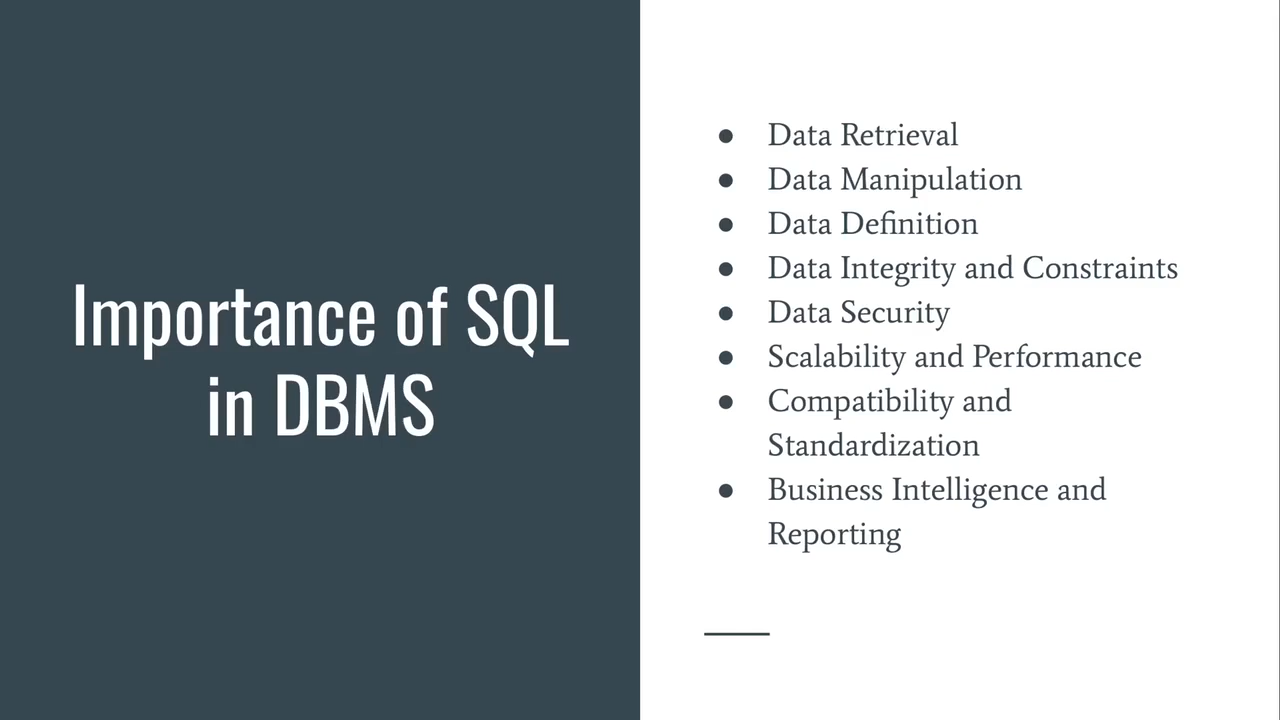 Importance of SQL
in DBMS
● Data Retrieval
● Data Manipulation
● Data Definition
● Data Integrity and Constraints
● Data Security
● Scalability and Performance
● Compatibility and
Standardization
● Business Intelligence and
Reporting